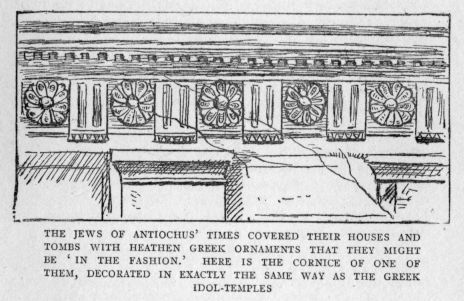 THE JEWS OF ANTIOCHUS' TIMES COVERED THEIR HOUSES AND
TOMBS WITH HEATHEN GREEK ORNAMENTS THAT THEY MIGHT
BE 'IN THE FASHION.' HERE IS THE CORNICE OF ONE OF
THEM, DECORATED IN EXACTLY THE SAME WAY AS THE GREEK
IDOL-TEMPLES